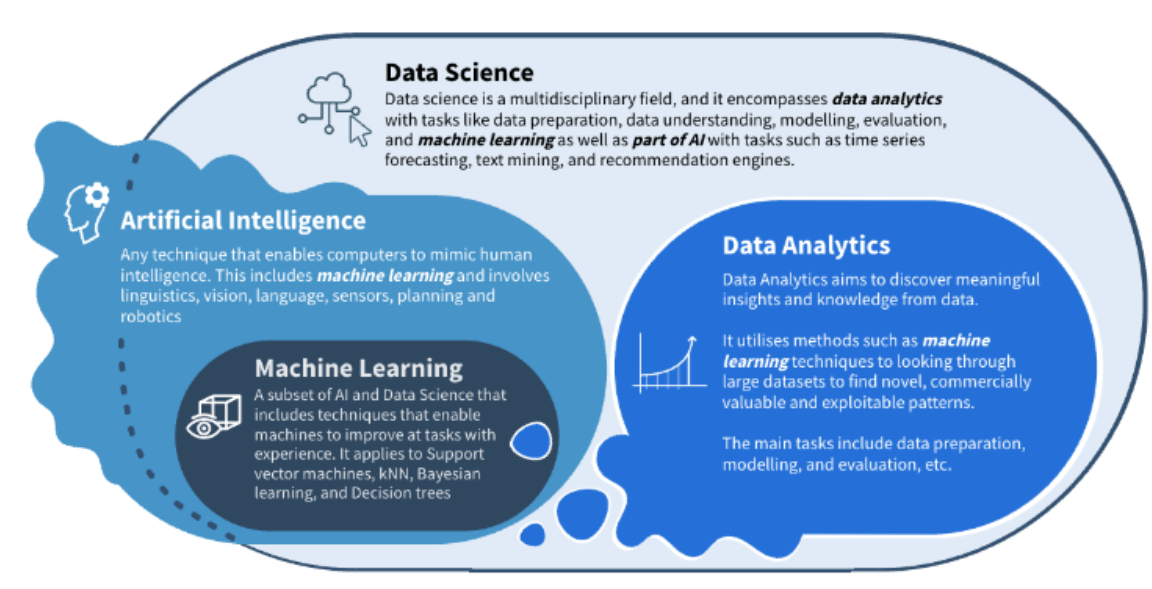 Data Science
Data science is a multidisciplinary field, and it encompasses data analytics
with tasks like data preparation, data understanding, modelling, evaluation,
and machine learning as well as part of AI with tasks such as time series
forecasting, text mining, and recommendation engines.
Artificial Intelligence
Any technique that enables computers to mimic human
intelligence. This includes machine learning and involves
linguistics, vision, language, sensors, planning and
robotics
Machine Learning
A subset of AI and Data Science that
includes techniques that enable
machines to improve at tasks with
experience. It applies to Support
vector machines, kNN, Bayesian
learning, and Decision trees
Data Analytics
Data Analytics aims to discover meaningful
insights and knowledge from data.
It utilises methods such as machine
learning techniques to looking through
large datasets to find novel, commercially
valuable and exploitable patterns.
The main tasks include data preparation,
modelling, and evaluation, etc.